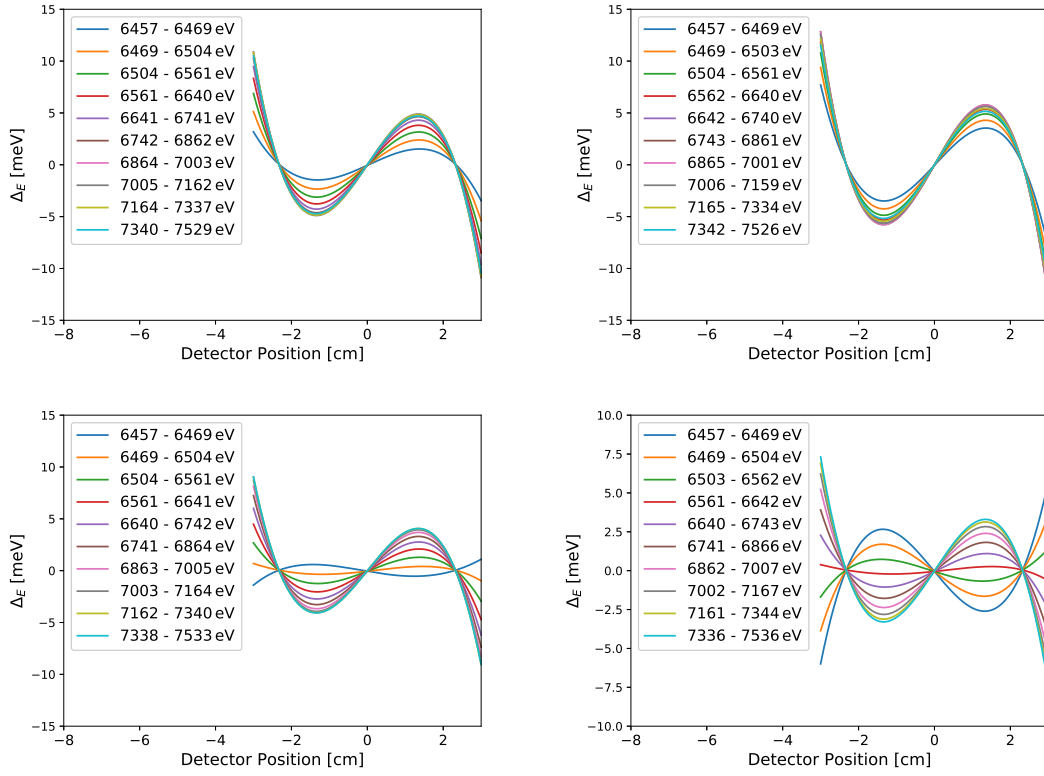 15
10
5
0
−5
−10
−15
Δ_E [meV]
6457 - 6469 eV
6469 - 6504 eV
6504 - 6561 eV
6561 - 6640 eV
6641 - 6741 eV
6742 - 6862 eV
6864 - 7003 eV
7005 - 7162 eV
7164 - 7337 eV
7340 - 7529 eV
−8 −6 −4 −2 0 2
Detector Position [cm]
15
10
5
0
−5
−10
−15
Δ_E [meV]
6457 - 6469 eV
6469 - 6503 eV
6504 - 6561 eV
6562 - 6640 eV
6642 - 6740 eV
6743 - 6861 eV
6865 - 7001 eV
7006 - 7159 eV
7165 - 7334 eV
7342 - 7526 eV
−8 −6 −4 −2 0 2
Detector Position [cm]
15
10
5
0
−5
−10
−15
Δ_E [meV]
6457 - 6469 eV
6469 - 6504 eV
6504 - 6561 eV
6561 - 6641 eV
6640 - 6742 eV
6741 - 6864 eV
6863 - 7005 eV
7003 - 7164 eV
7162 - 7340 eV
7338 - 7533 eV
−8 −6 −4 −2 0 2
Detector Position [cm]
10.0
7.5
5.0
2.5
0.0
−2.5
−5.0
−7.5
−10.0
Δ_E [meV]
6457 - 6469 eV
6469 - 6504 eV
6503 - 6562 eV
6561 - 6642 eV
6640 - 6743 eV
6741 - 6866 eV
6862 - 7007 eV
7002 - 7167 eV
7161 - 7344 eV
7336 - 7536 eV
−8 −6 −4 −2 0 2
Detector Position [cm]